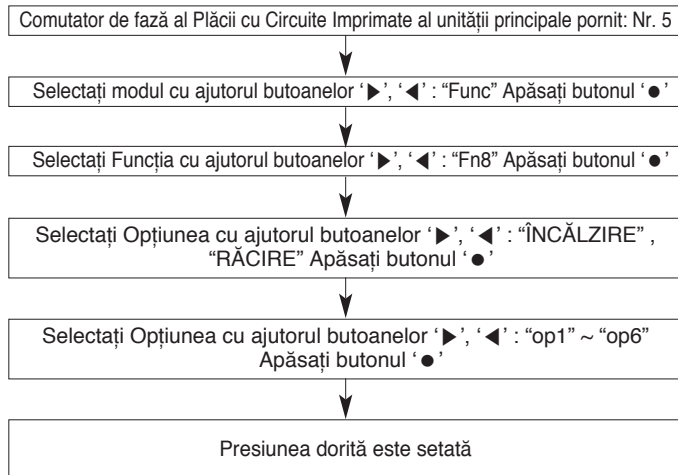 Comutator de fază al Plăcii cu Circuite Imprimate al unității principale pornit: Nr. 5
Selectați modul cu ajutorul butoanelor ‘▶’, ‘◀’ : “Func” Apăsați butonul ‘●’
Selectați Funcția cu ajutorul butoanelor ‘▶’, ‘◀’ : “Fn8” Apăsați butonul ‘●’
Selectați Opțiunea cu ajutorul butoanelor ‘▶’, ‘◀’ : “ÎNCĂLZIRE” ,
“RĂCIRE” Apăsați butonul ‘●’
Selectați Opțiunea cu ajutorul butoanelor ‘▶’, ‘◀’ : “op1” ~ “op6”
Apăsați butonul ‘●’
Presiunea dorită este setată